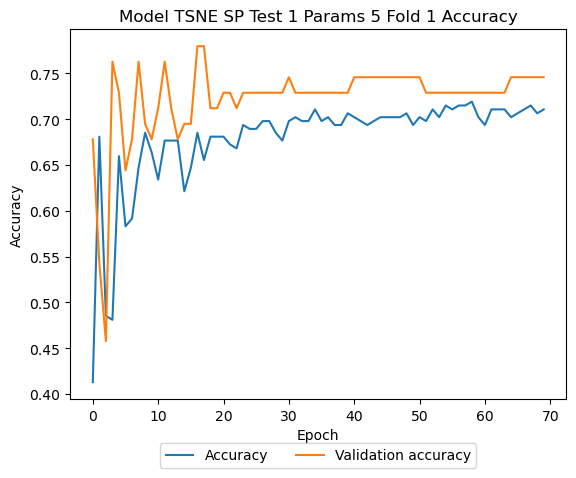 Model TSNE SP Test 1 Params 5 Fold 1 Accuracy
Accuracy
0.75
0.70
0.65
0.60
0.55
0.50
0.45
0.40
0 10 20 30 40 50 60 70
Epoch
Accuracy Validation accuracy